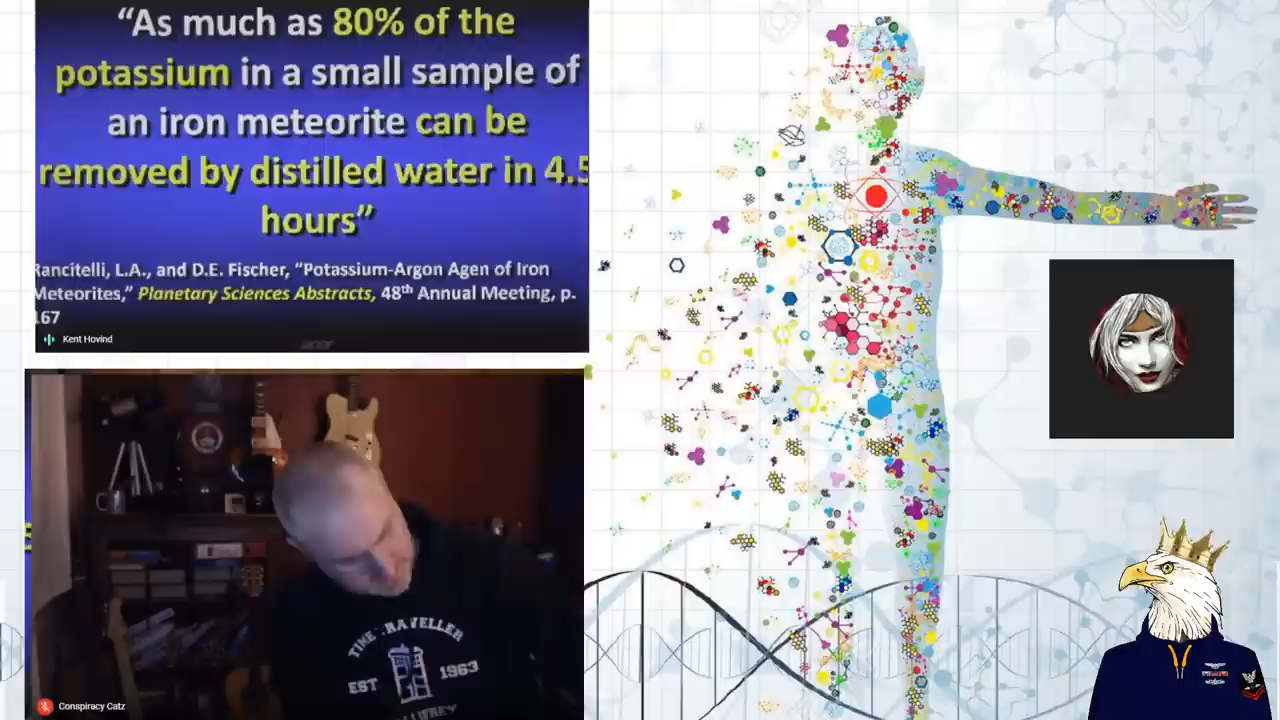 “As much as 80% of the
potassium in a small sample of
an iron meteorite can be
removed by distilled water in 4.5
hours”
Rancitelli, L.A., and D.E. Fischer, “Potassium-Argon Agen of Iron
Meteorites,” Planetary Sciences Abstracts, 48th Annual Meeting, p.
167
Kent Hovind
acer
TIME TRAVELLER
EST 1963
Conspiracy Catz